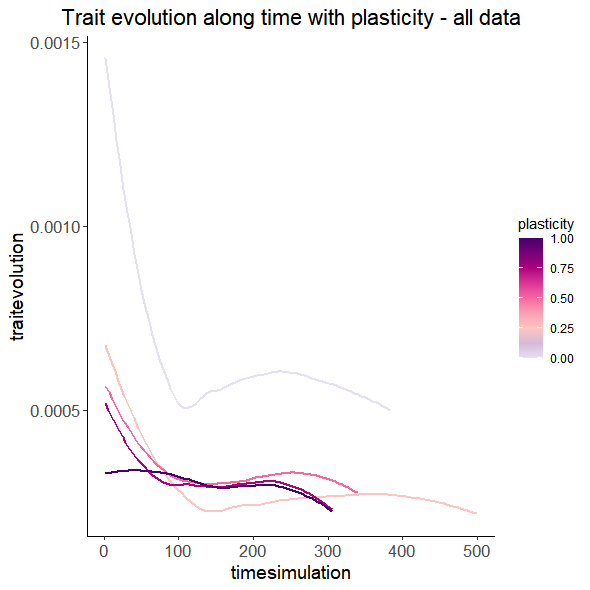 Trait evolution along time with plasticity - all data
0.0015
0.0010
0.0005
traitevolution
0 100 200 300 400 500
timesimulation
plasticity
1.00
0.75
0.50
0.25
0.00